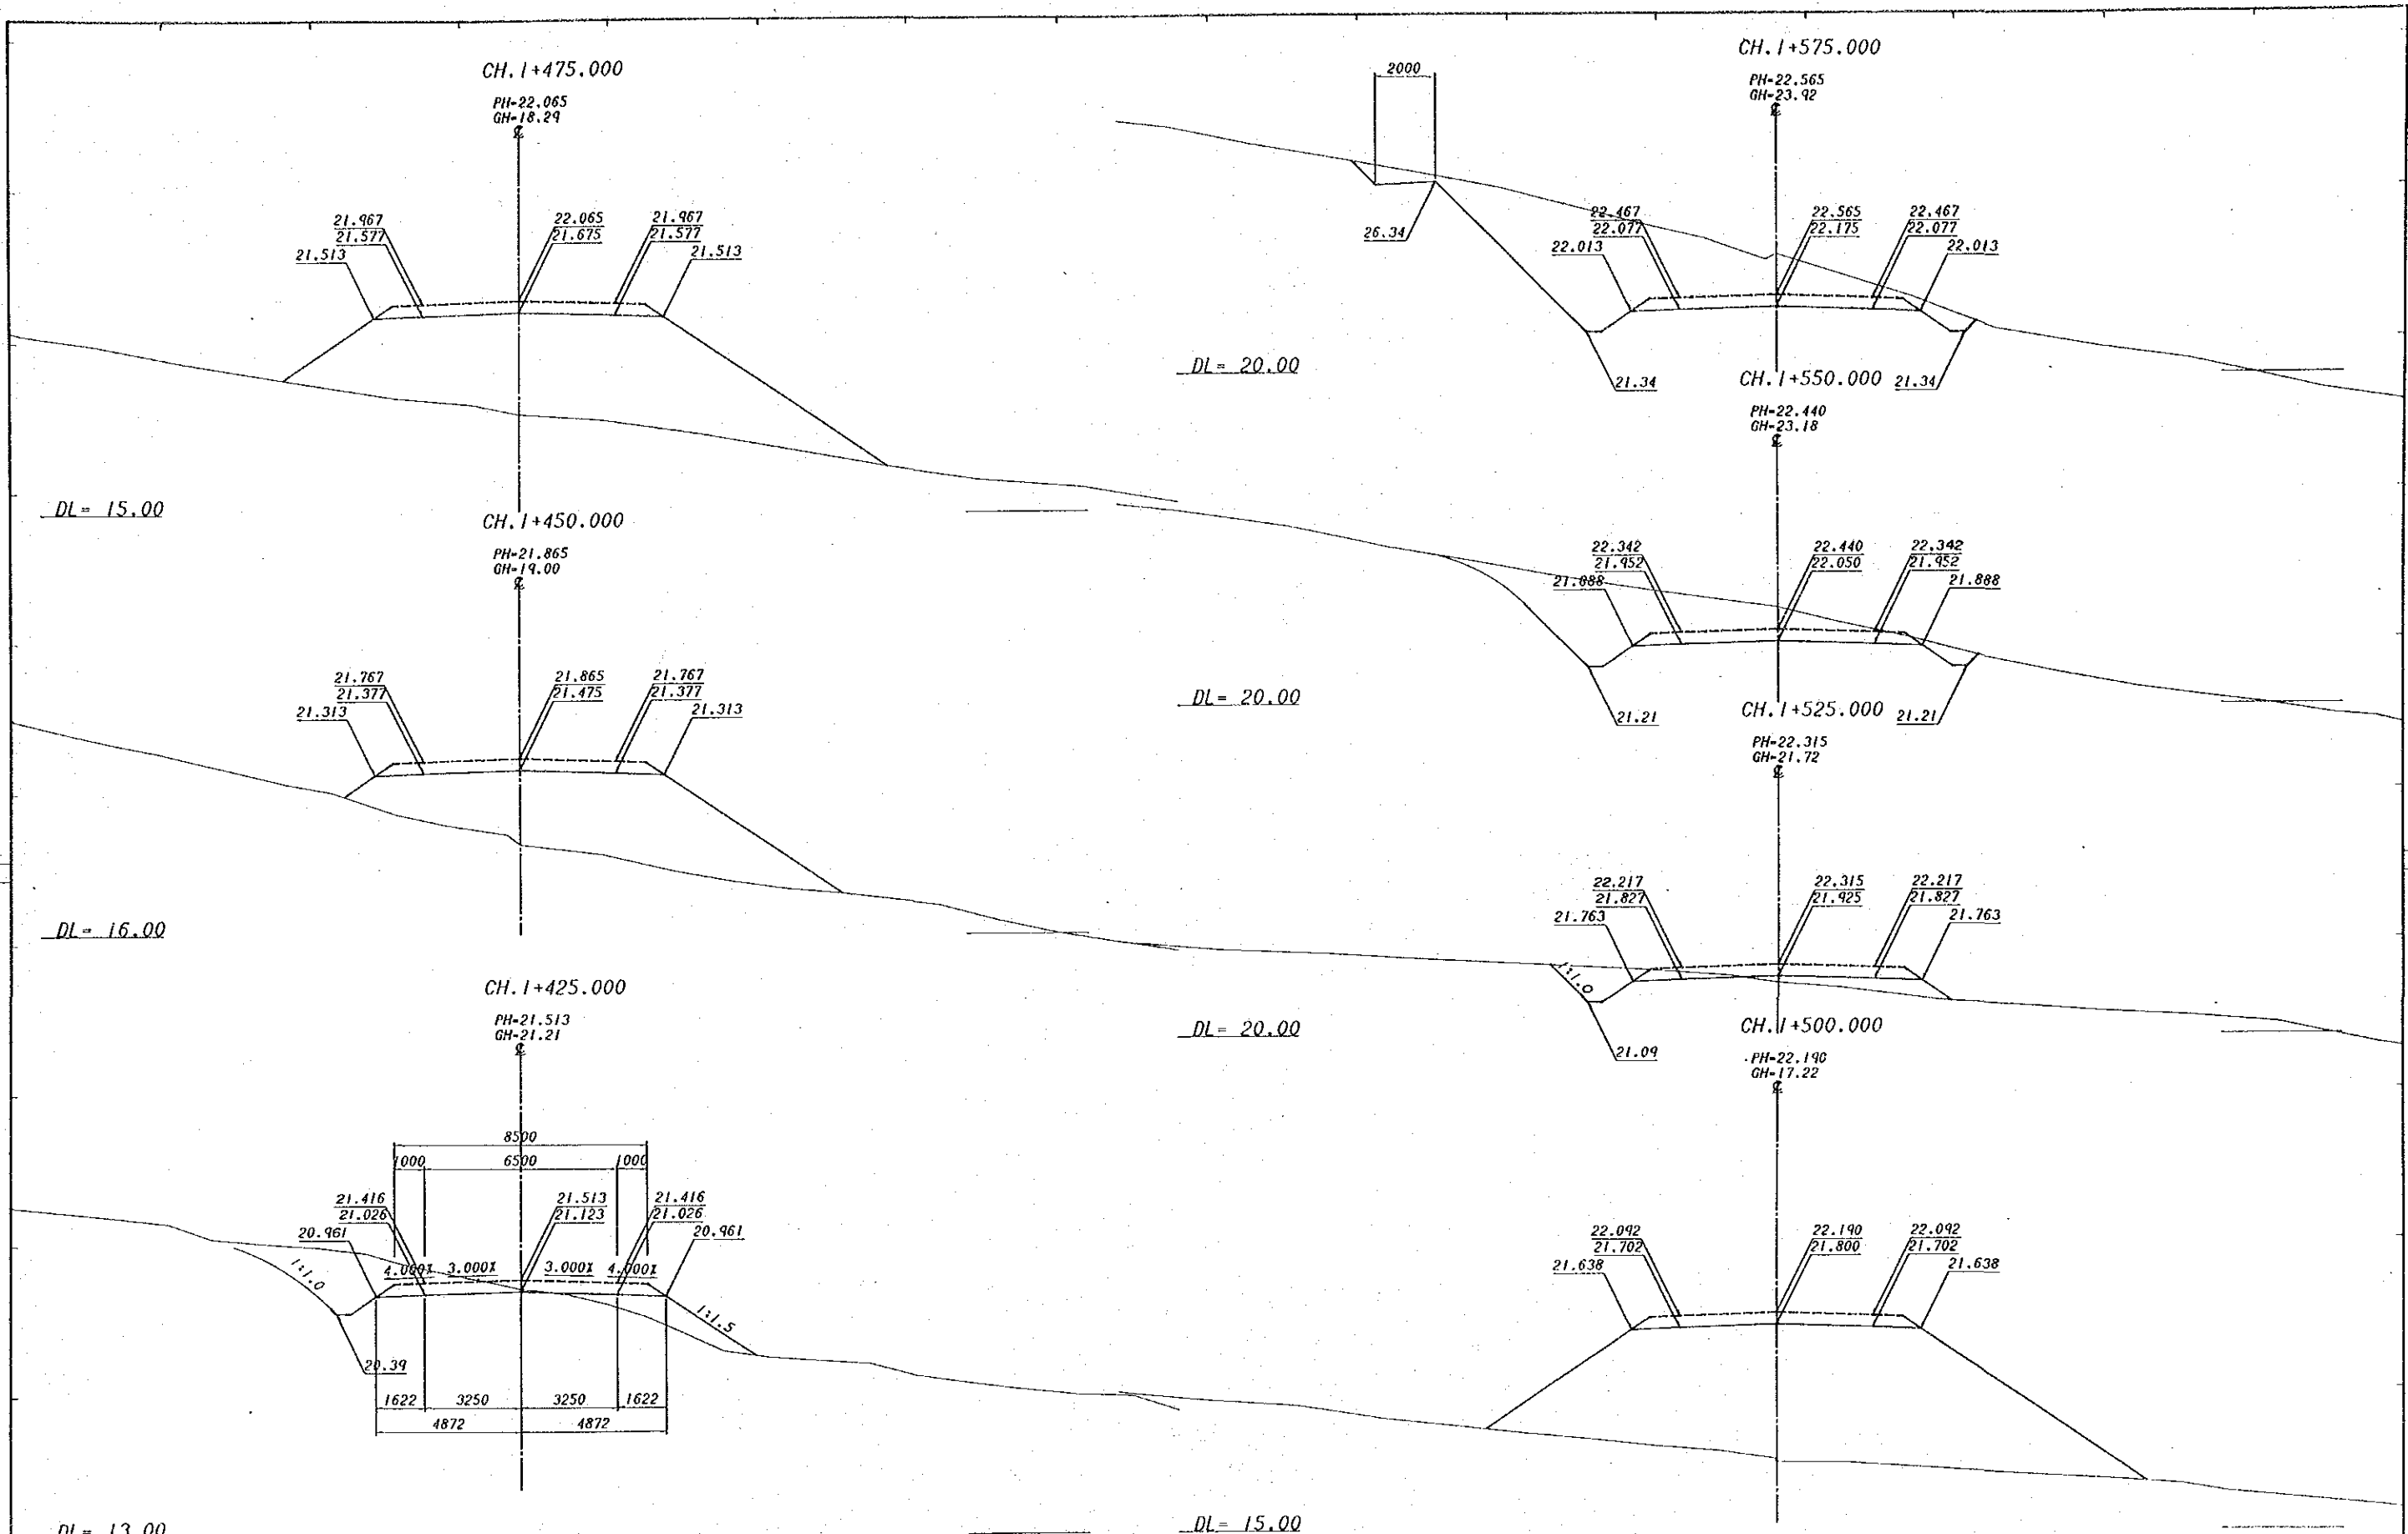 CH.1+475.000
PH=22.065
GH=18.29
21.967
21.577
21.513
22.065
21.675
21.967
21.577
21.513
DL= 15.00
CH.1+450.000
PH=21.865
GH=19.00
21.767
21.377
21.313
21.865
21.475
21.767
21.377
21.313
DL= 16.00
CH.1+425.000
PH=21.513
GH=21.21
8500
1000
6500
1000
21.416
21.026
20.961
21.513
21.123
21.416
21.026
20.961
4.000%
3.000%
3.000%
4.000%
1:1.0
1:1.5
20.39
1622
3250
3250
1622
4872
4872
DL= 13.00
CH.1+575.000
PH=22.565
GH=23.92
2000
26.34
22.467
22.077
22.013
22.565
22.175
22.467
22.077
22.013
21.34
21.34
DL= 20.00
CH.1+550.000
PH=22.440
GH=23.18
22.342
21.952
21.888
22.440
22.050
22.342
21.952
21.888
21.21
21.21
DL= 20.00
CH.1+525.000
PH=22.315
GH=21.72
22.217
21.827
21.763
22.315
21.925
22.217
21.827
21.763
1:1.0
21.09
DL= 20.00
CH.1+500.000
PH=22.190
GH=17.22
22.092
21.702
21.638
22.190
21.800
22.092
21.702
21.638
DL= 15.00